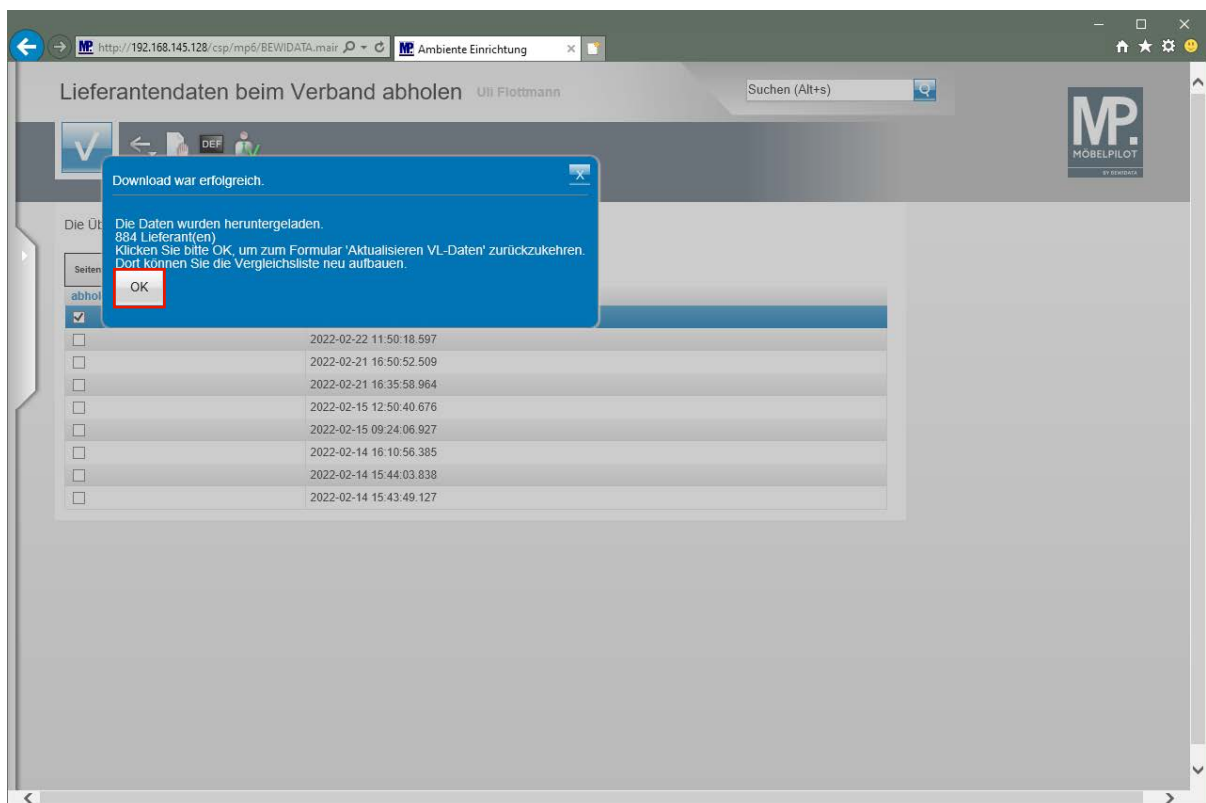 http://192.168.145.128/csp/mp6/BEWIDATA.mair
MP. Ambiente Einrichtung
Lieferantendaten beim Verband abholen Uli Flottmann
Suchen (Alt+s)
MP.
MÖBELPILOT
BY BEWIDATA
DEF
Download war erfolgreich.
Die Üb
Die Daten wurden heruntergeladen.
884 Lieferant(en)
Klicken Sie bitte OK, um zum Formular 'Aktualisieren VL-Daten' zurückzukehren.
Dort können Sie die Vergleichsliste neu aufbauen.
Seiten
OK
abhol
2022-02-22 11:50:18.597
2022-02-21 16:50:52.509
2022-02-21 16:35:58.964
2022-02-15 12:50:40.676
2022-02-15 09:24:06.927
2022-02-14 16:10:56.385
2022-02-14 15:44:03.838
2022-02-14 15:43:49.127